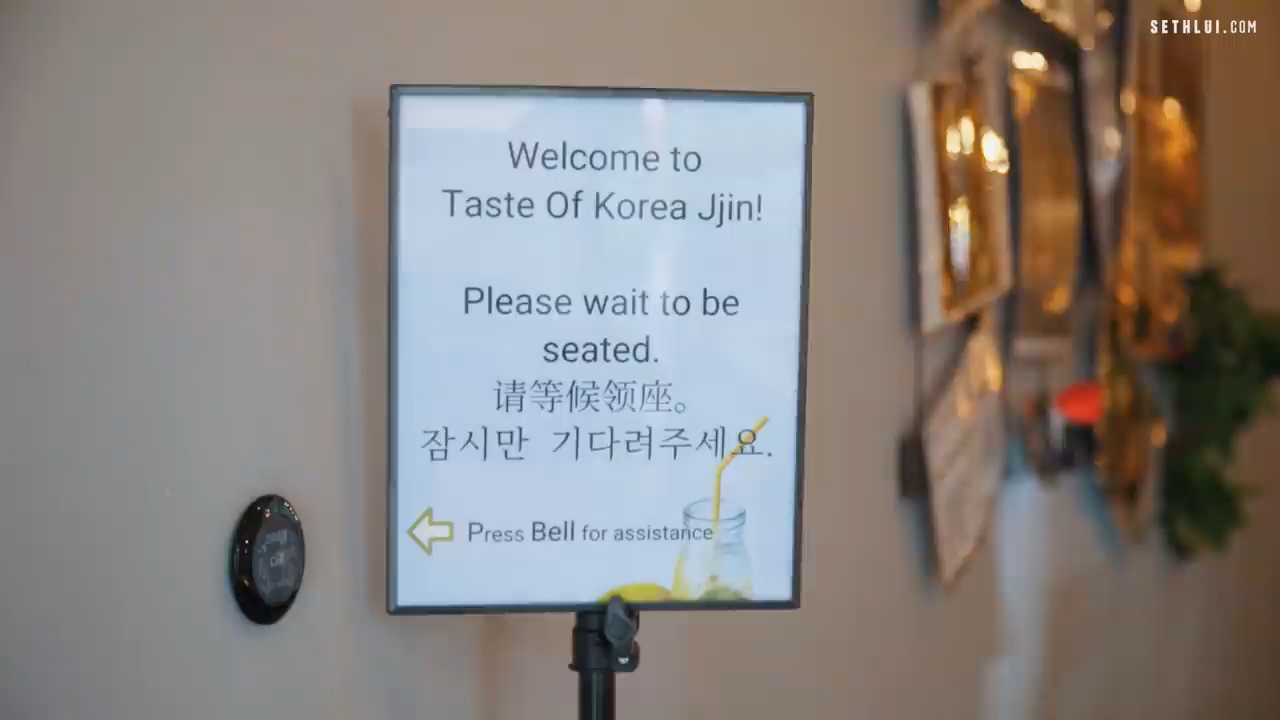 SETHLUI.COM
Welcome to
Taste Of Korea Jjin!
Please wait to be
seated.
请等候领座。
잠시만 기다려주세요.
Press Bell for assistance